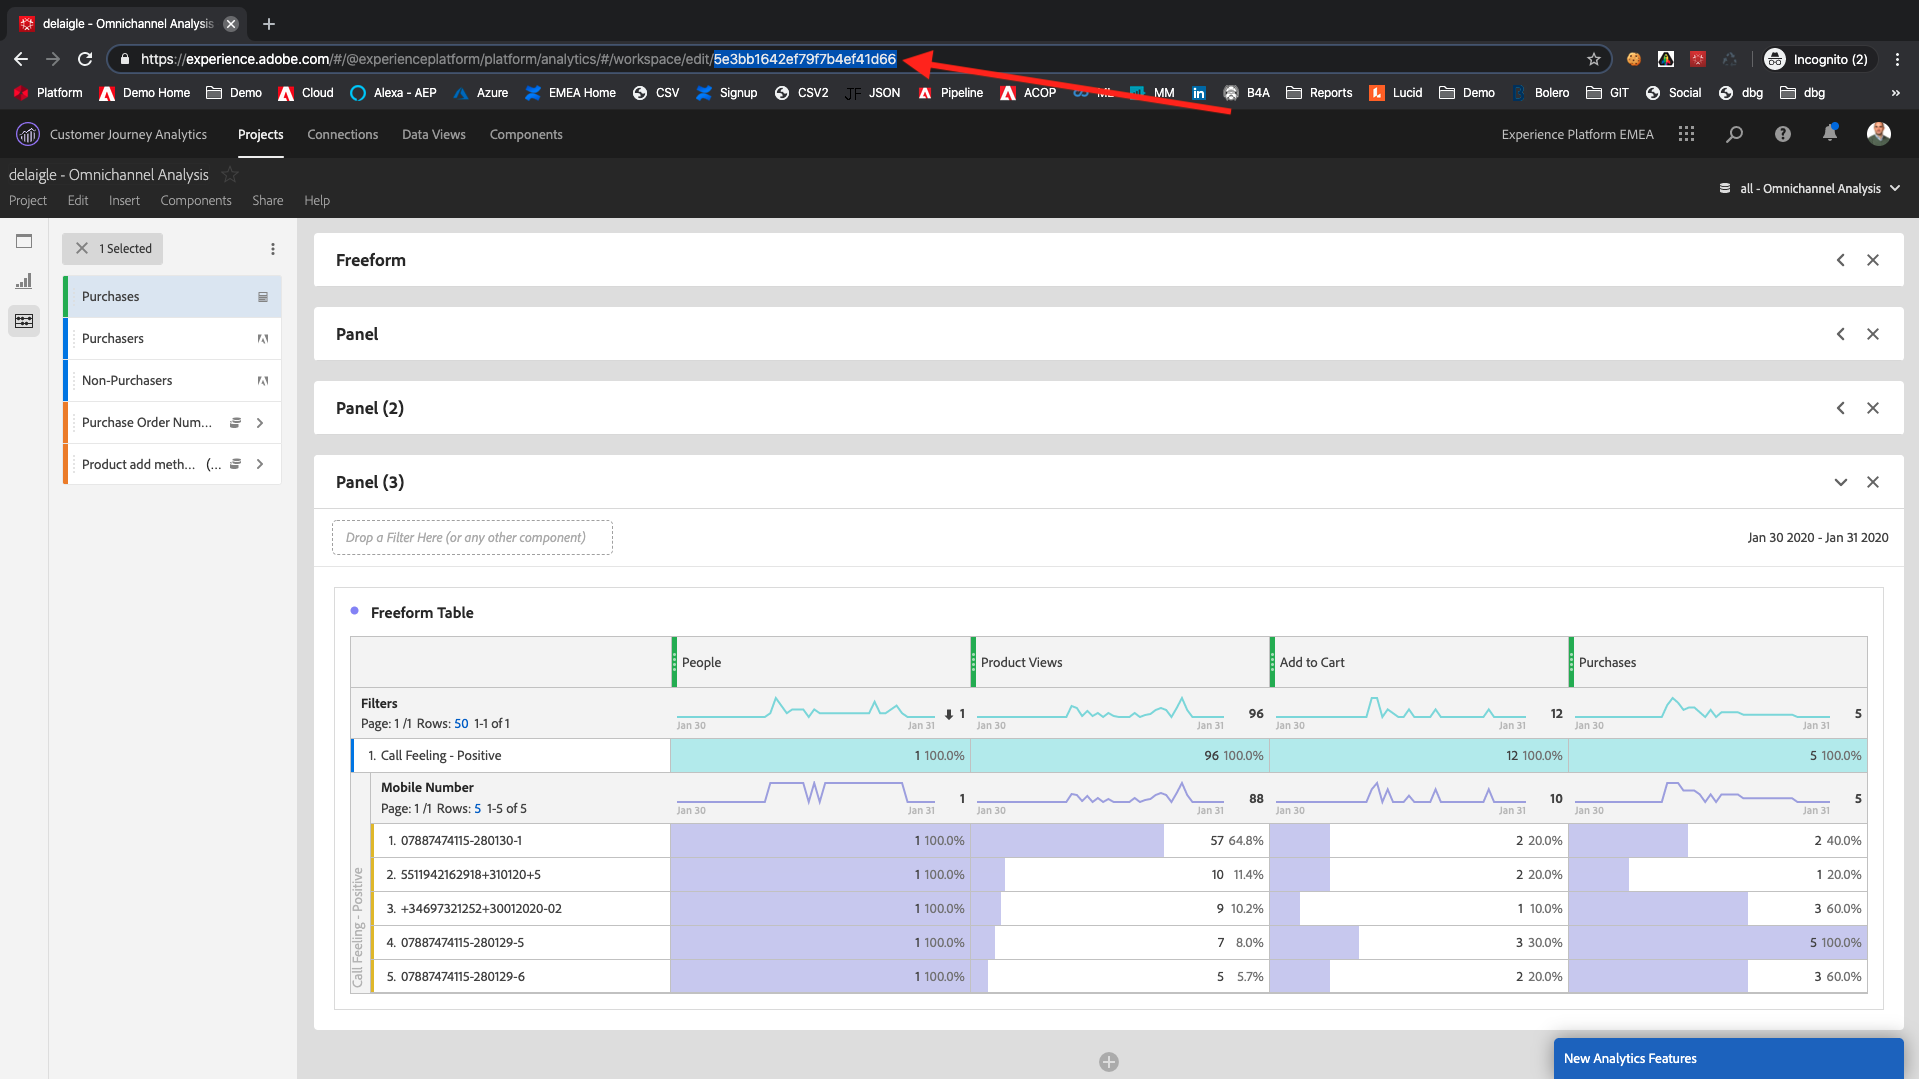 delaigle - Omnichannel Analysis
https://experience.adobe.com/#/@experienceplatform/platform/analytics/#/workspace/edit/5e3bb1642ef79f7b4ef41d66
Incognito (2)
Platform Demo Home Demo Cloud Alexa - AEP Azure EMEA Home CSV Signup CSV2 JSON Pipeline ACOP ML MM B4A Reports Lucid Demo Bolero GIT Social dbg dbg »
Customer Journey Analytics Projects Connections Data Views Components Experience Platform EMEA
delaigle - Omnichannel Analysis
Project Edit Insert Components Share Help
all - Omnichannel Analysis
1 Selected
Purchases
Purchasers
Non-Purchasers
Purchase Order Num...
Product add meth... (...
Freeform
Panel
Panel (2)
Panel (3)
Drop a Filter Here (or any other component)
Jan 30 2020 - Jan 31 2020
Freeform Table
People Product Views Add to Cart Purchases
Filters
Page: 1 /1 Rows: 50 1-1 of 1
Jan 30 Jan 31 1 Jan 30 Jan 31 96 Jan 30 Jan 31 12 Jan 30 Jan 31 5
1. Call Feeling - Positive 1 100.0% 96 100.0% 12 100.0% 5 100.0%
Mobile Number
Page: 1 /1 Rows: 5 1-5 of 5
Jan 30 Jan 31 1 Jan 30 Jan 31 88 Jan 30 Jan 31 10 Jan 30 Jan 31 5
Call Feeling - Positive
1. 07887474115-280130-1 1 100.0% 57 64.8% 2 20.0% 2 40.0%
2. 5511942162918+310120+5 1 100.0% 10 11.4% 2 20.0% 1 20.0%
3. +34697321252+30012020-02 1 100.0% 9 10.2% 1 10.0% 3 60.0%
4. 07887474115-280129-5 1 100.0% 7 8.0% 3 30.0% 5 100.0%
5. 07887474115-280129-6 1 100.0% 5 5.7% 2 20.0% 3 60.0%
New Analytics Features